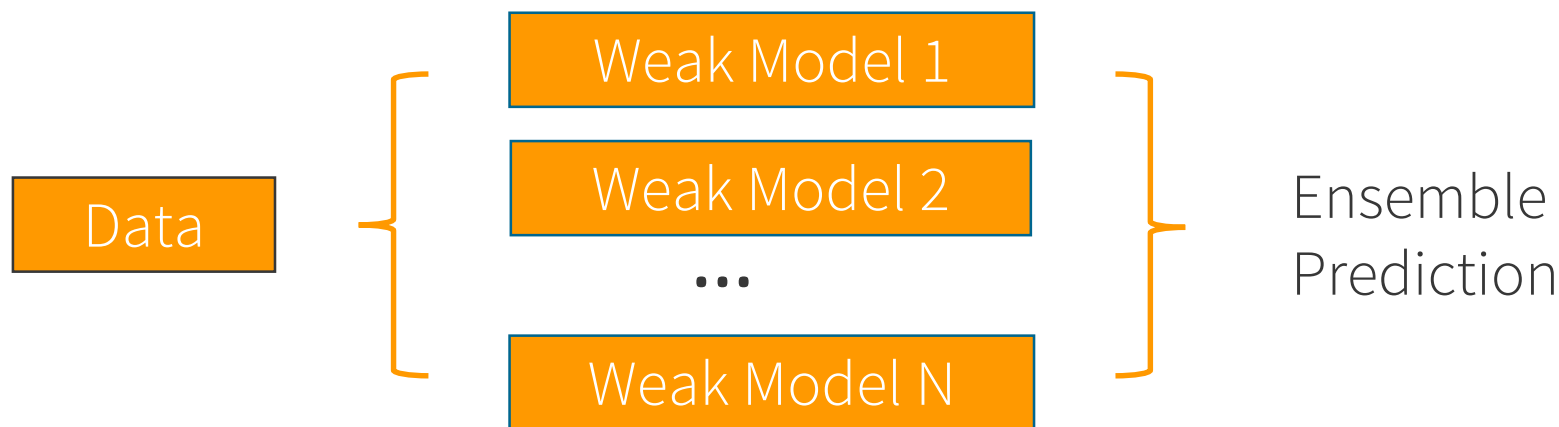 Weak Model 1
Weak Model 2
Data
...
Ensemble
Prediction
Weak Model N